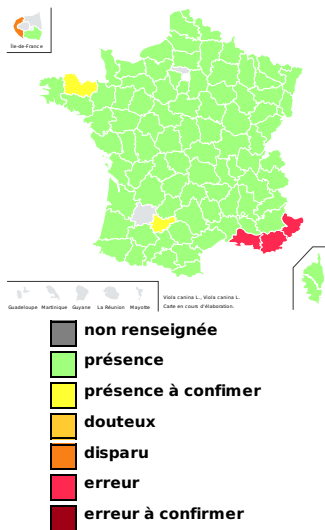 Île-de-France
Guadeloupe Martinique Guyane La Réunion Mayotte
Viola canina L., Viola canina L.
Carte en cours d'élaboration.
non renseignée
présence
présence à confimer
douteux
disparu
erreur
erreur à confirmer